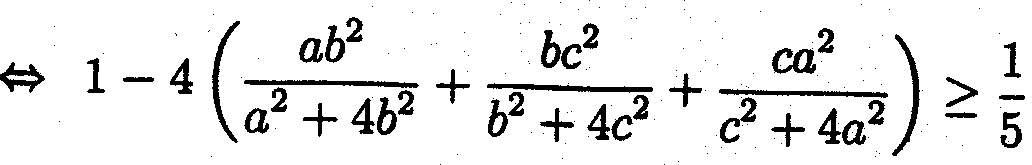 ⇔ 1 − 4 ( ab²/(a² + 4b²) + bc²/(b² + 4c²) + ca²/(c² + 4a²) ) ≥ 1/5